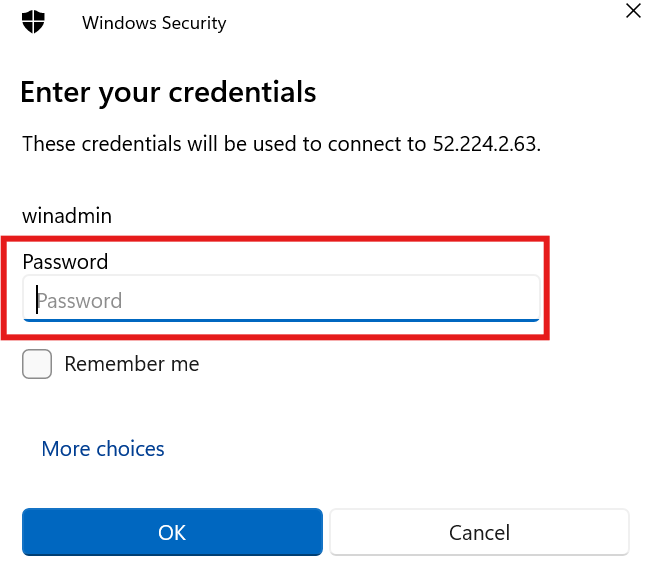 Windows Security
Enter your credentials
These credentials will be used to connect to 52.224.2.63.
winadmin
Password
Password
Remember me
More choices
OK Cancel